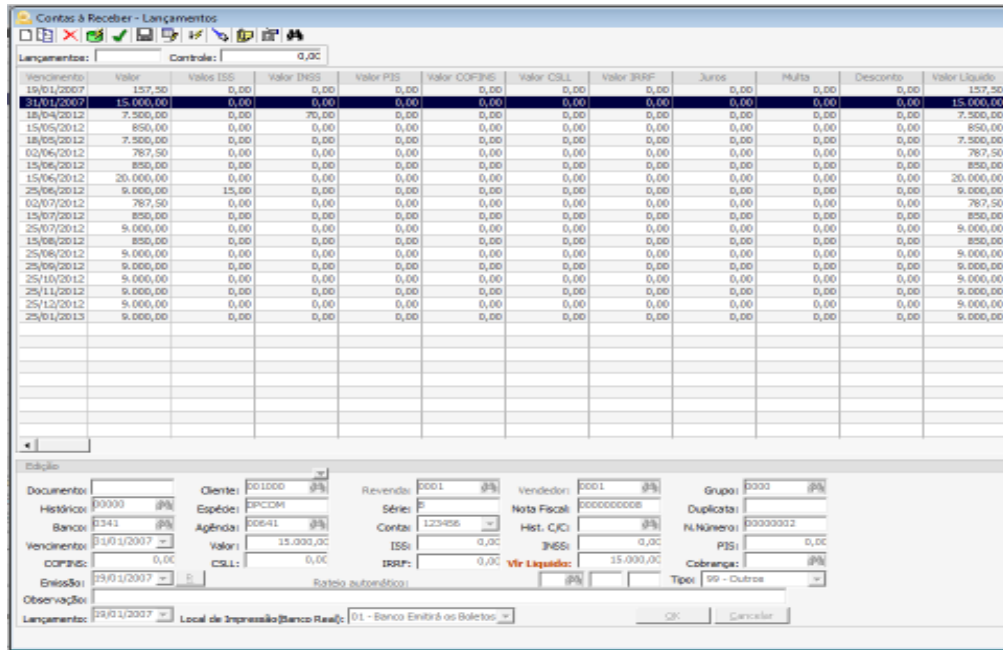 Contas à Receber - Lançamentos
Lançamentos: Controle: 0,00
Vencimento Valor Valos ISS Valor INSS Valor PIS Valor COFINS Valor CSLL Valor IRRF Juros Multa Desconto Valor Liquido
19/01/2007 157,50 0,00 0,00 0,00 0,00 0,00 0,00 0,00 0,00 0,00 157,50
31/01/2007 15.000,00 0,00 0,00 0,00 0,00 0,00 0,00 0,00 0,00 0,00 15.000,00
18/04/2012 7.500,00 0,00 70,00 0,00 0,00 0,00 0,00 0,00 0,00 0,00 7.500,00
15/05/2012 850,00 0,00 0,00 0,00 0,00 0,00 0,00 0,00 0,00 0,00 850,00
18/05/2012 7.500,00 0,00 0,00 0,00 0,00 0,00 0,00 0,00 0,00 0,00 7.500,00
02/06/2012 787,50 0,00 0,00 0,00 0,00 0,00 0,00 0,00 0,00 0,00 787,50
15/06/2012 850,00 0,00 0,00 0,00 0,00 0,00 0,00 0,00 0,00 0,00 850,00
15/06/2012 20.000,00 0,00 0,00 0,00 0,00 0,00 0,00 0,00 0,00 0,00 20.000,00
25/06/2012 9.000,00 15,00 0,00 0,00 0,00 0,00 0,00 0,00 0,00 0,00 9.000,00
02/07/2012 787,50 0,00 0,00 0,00 0,00 0,00 0,00 0,00 0,00 0,00 787,50
15/07/2012 850,00 0,00 0,00 0,00 0,00 0,00 0,00 0,00 0,00 0,00 850,00
25/07/2012 9.000,00 0,00 0,00 0,00 0,00 0,00 0,00 0,00 0,00 0,00 9.000,00
15/08/2012 850,00 0,00 0,00 0,00 0,00 0,00 0,00 0,00 0,00 0,00 850,00
25/08/2012 9.000,00 0,00 0,00 0,00 0,00 0,00 0,00 0,00 0,00 0,00 9.000,00
25/09/2012 9.000,00 0,00 0,00 0,00 0,00 0,00 0,00 0,00 0,00 0,00 9.000,00
25/10/2012 9.000,00 0,00 0,00 0,00 0,00 0,00 0,00 0,00 0,00 0,00 9.000,00
25/11/2012 9.000,00 0,00 0,00 0,00 0,00 0,00 0,00 0,00 0,00 0,00 9.000,00
25/12/2012 9.000,00 0,00 0,00 0,00 0,00 0,00 0,00 0,00 0,00 0,00 9.000,00
25/01/2013 9.000,00 0,00 0,00 0,00 0,00 0,00 0,00 0,00 0,00 0,00 9.000,00
Edição
Documento: Cliente: 001000 Revenda: 0001 Vendedor: 0001 Grupo: 0000
Histórico: 00000 Espécie: DPCOM Série: Nota Fiscal: 0000000008 Duplicata:
Banco: 0341 Agência: 00641 Conta: 123456 Hist. C/C: N.Número: 00000002
Vencimento: 31/01/2007 Valor: 15.000,00 ISS: 0,00 INSS: 0,00 PIS: 0,00
COFINS: 0,00 CSLL: 0,00 IRRF: 0,00 Vlr Liquido: 15.000,00 Cobrança:
Emissão: 19/01/2007 R Rateio automático: Tipo: 99 - Outros
Observação:
Lançamento: 19/01/2007 Local de Impressão(Banco Real): 01 - Banco Emitirá os Boletos OK Cancelar